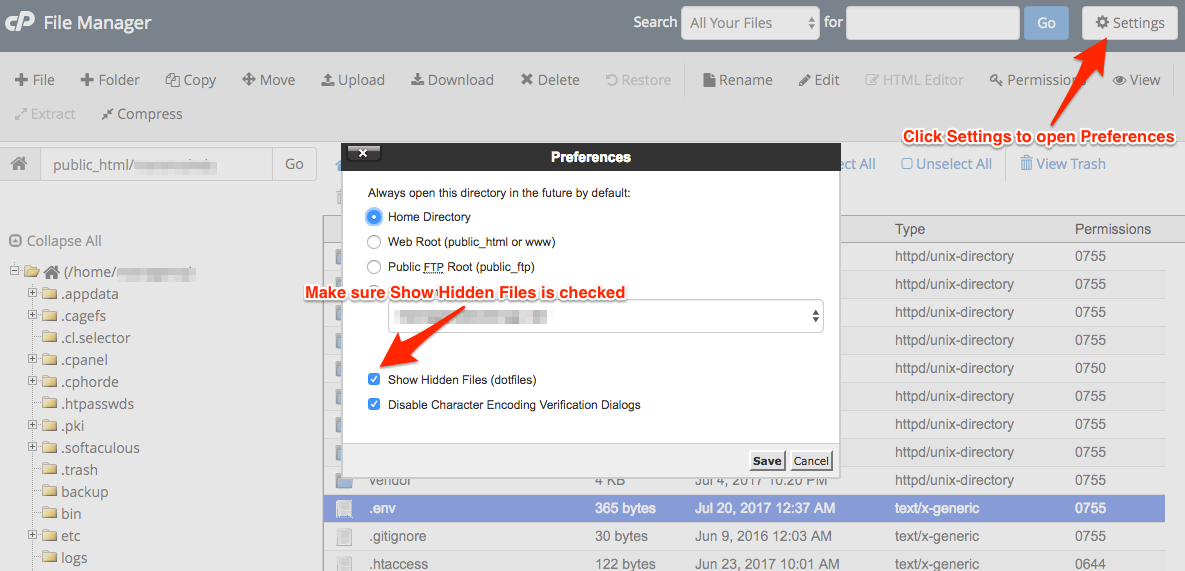 cP File Manager
Search All Your Files for Go Settings
File Folder Copy Move Upload Download Delete Restore Rename Edit HTML Editor Permissions View
Extract Compress
Click Settings to open Preferences
public_html/ Go
ect All Unselect All View Trash
Preferences
Always open this directory in the future by default:
Home Directory
Web Root (public_html or www)
Public FTP Root (public_ftp)
Make sure Show Hidden Files is checked
Show Hidden Files (dotfiles)
Disable Character Encoding Verification Dialogs
Save Cancel
Collapse All
(/home/
.appdata
.cagefs
.cl.selector
.cpanel
.cphorde
.htpasswds
.pki
.softaculous
.trash
backup
bin
etc
logs
Type Permissions
httpd/unix-directory 0755
httpd/unix-directory 0755
httpd/unix-directory 0755
httpd/unix-directory 0755
httpd/unix-directory 0750
httpd/unix-directory 0755
httpd/unix-directory 0755
httpd/unix-directory 0755
vendor 4 KB Jul 4, 2017 10:20 PM httpd/unix-directory 0755
.env 365 bytes Jul 20, 2017 12:37 AM text/x-generic 0755
.gitignore 30 bytes Jun 9, 2016 12:03 AM text/x-generic 0755
.htaccess 122 bytes Jun 23, 2017 10:01 AM text/x-generic 0644